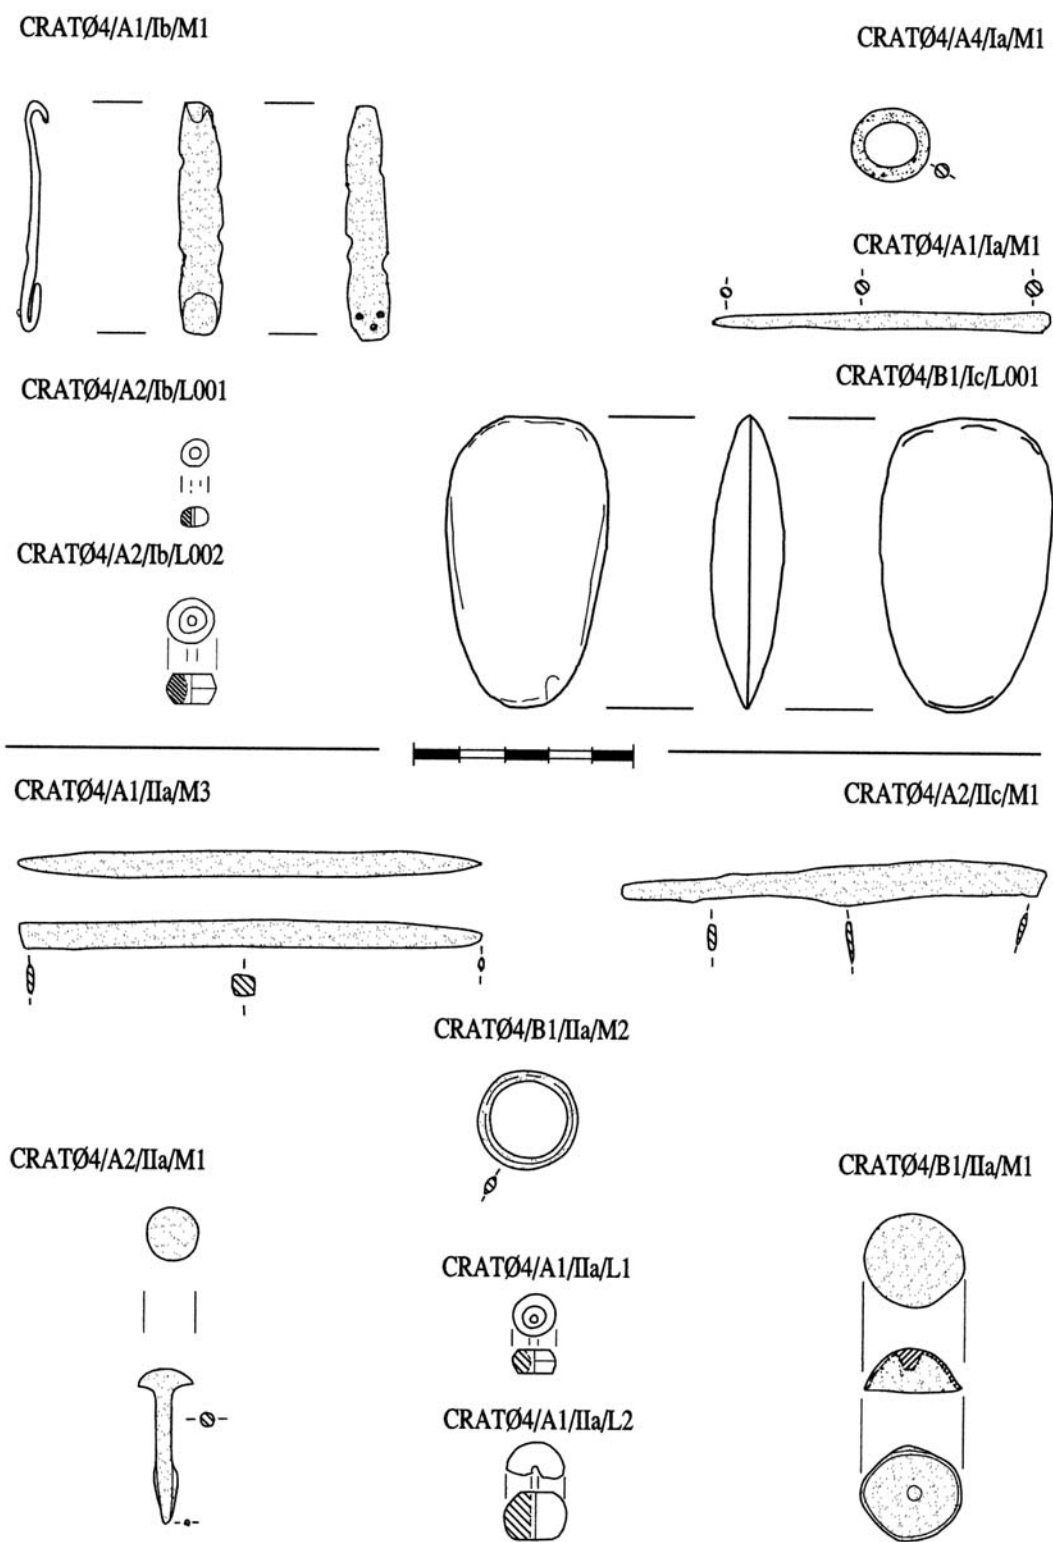 CRATØ4/A1/Ib/M1
CRATØ4/A4/Ia/M1
CRATØ4/A1/Ia/M1
CRATØ4/A2/Ib/L001
CRATØ4/B1/Ic/L001
CRATØ4/A2/Ib/L002
CRATØ4/A1/IIa/M3
CRATØ4/A2/IIc/M1
CRATØ4/B1/IIa/M2
CRATØ4/A2/IIa/M1
CRATØ4/B1/IIa/M1
CRATØ4/A1/IIa/L1
CRATØ4/A1/IIa/L2